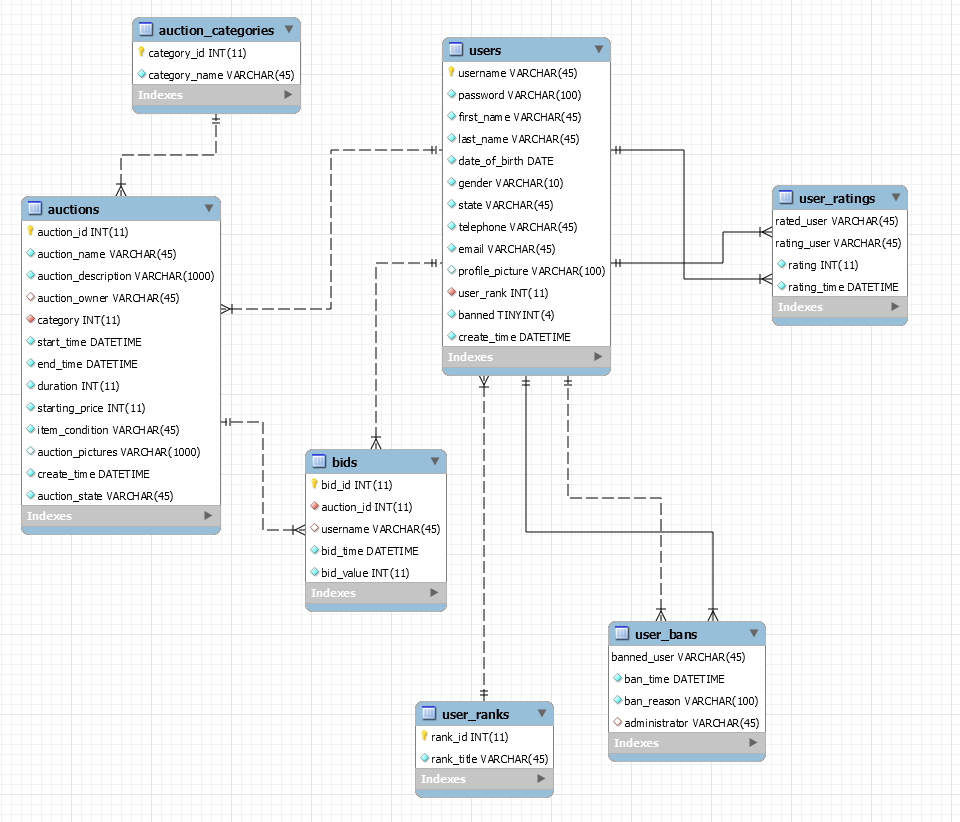 auction_categories
category_id INT(11)
category_name VARCHAR(45)
Indexes
users
username VARCHAR(45)
password VARCHAR(100)
first_name VARCHAR(45)
last_name VARCHAR(45)
date_of_birth DATE
gender VARCHAR(10)
state VARCHAR(45)
telephone VARCHAR(45)
email VARCHAR(45)
profile_picture VARCHAR(100)
user_rank INT(11)
banned TINYINT(4)
create_time DATETIME
Indexes
user_ratings
rated_user VARCHAR(45)
rating_user VARCHAR(45)
rating INT(11)
rating_time DATETIME
Indexes
auctions
auction_id INT(11)
auction_name VARCHAR(45)
auction_description VARCHAR(1000)
auction_owner VARCHAR(45)
category INT(11)
start_time DATETIME
end_time DATETIME
duration INT(11)
starting_price INT(11)
item_condition VARCHAR(45)
auction_pictures VARCHAR(1000)
create_time DATETIME
auction_state VARCHAR(45)
Indexes
bids
bid_id INT(11)
auction_id INT(11)
username VARCHAR(45)
bid_time DATETIME
bid_value INT(11)
Indexes
user_bans
banned_user VARCHAR(45)
ban_time DATETIME
ban_reason VARCHAR(100)
administrator VARCHAR(45)
Indexes
user_ranks
rank_id INT(11)
rank_title VARCHAR(45)
Indexes